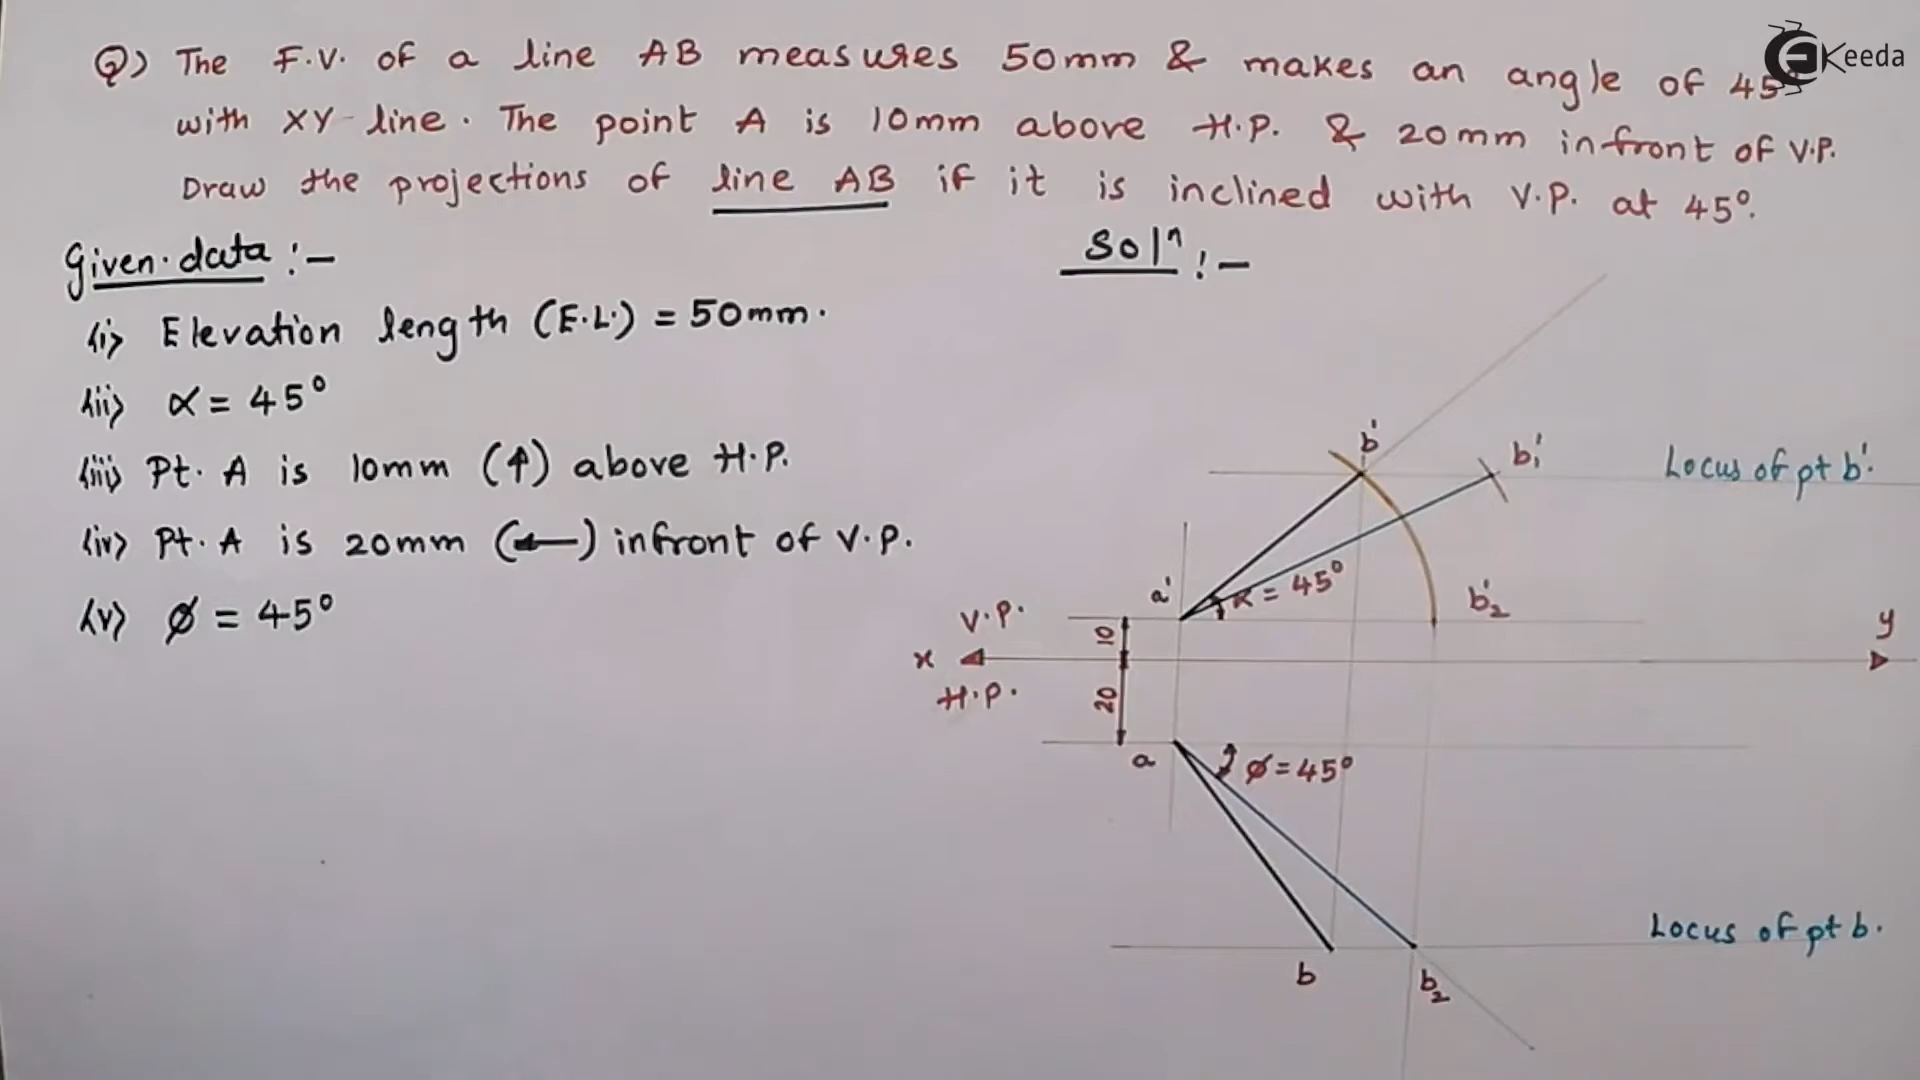 Q) The F.V. of a line AB measures 50mm & makes an angle of 45°
with XY line. The point A is 10mm above H.P. & 20mm infront of V.P.
Draw the projections of line AB if it is inclined with V.P. at 45°.
Given data :-
(i) Elevation length (E.L.) = 50mm.
(ii) α = 45°
(iii) Pt. A is 10mm (↑) above H.P.
(iv) Pt. A is 20mm (←) infront of V.P.
(v) ø = 45°
Solⁿ :-
b'
b₁'
Locus of pt b'.
a'
α = 45°
b₂'
V.P.
10
x
y
H.P.
20
a
ø = 45°
Locus of pt b.
b
b₂
EKeeda